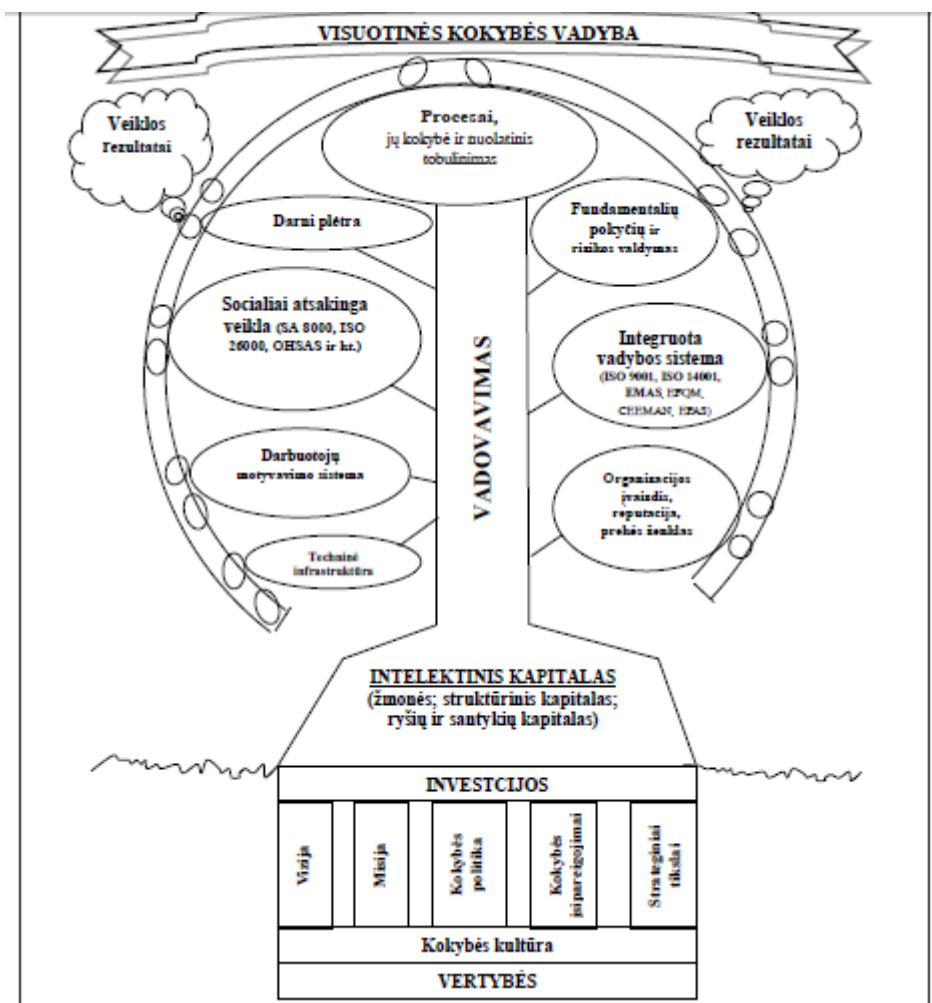 VISUOTINĖS KOKYBĖS VADYBA
Veiklos
rezultatai
Procesai,
jų kokybė ir nuolatinis
tobulinimas
Veiklos
rezultatai
Darni plėtra
Fundamentalių
pokyčių ir
rizikos valdymas
Socialiai atsakinga
veikla (SA 8000, ISO
26000, OHSAS ir kt.)
Integruota
vadybos sistema
(ISO 9001, ISO 14001,
EMAS, EFQM,
CEEMAN, EPAS)
VADOVAVIMAS
Darbuotojų
motyvavimo sistema
Organizacijos
įvaizdis,
reputacija,
prekės ženklas
Techninė
infrastruktūra
INTELEKTINIS KAPITALAS
(žmonės; struktūrinis kapitalas;
ryšių ir santykių kapitalas)
INVESTCIJOS
Vizija
Misija
Kokybės
politika
Kokybės
įsipareigojimai
Strateginiai
tikslai
Kokybės kultūra
VERTYBĖS